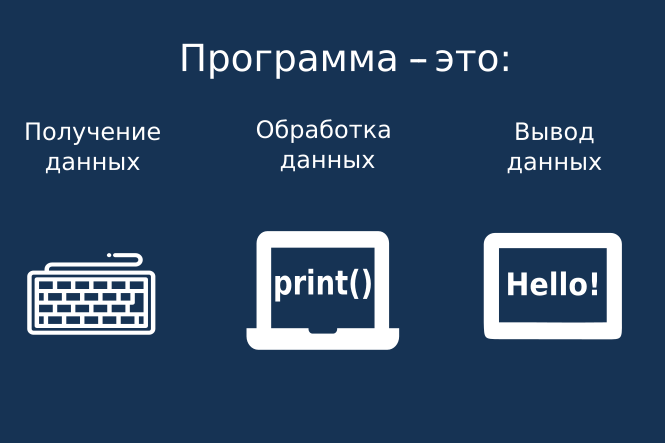 Программа – это:
Получение
данных
Обработка
данных
Вывод
данных
print()
Hello!